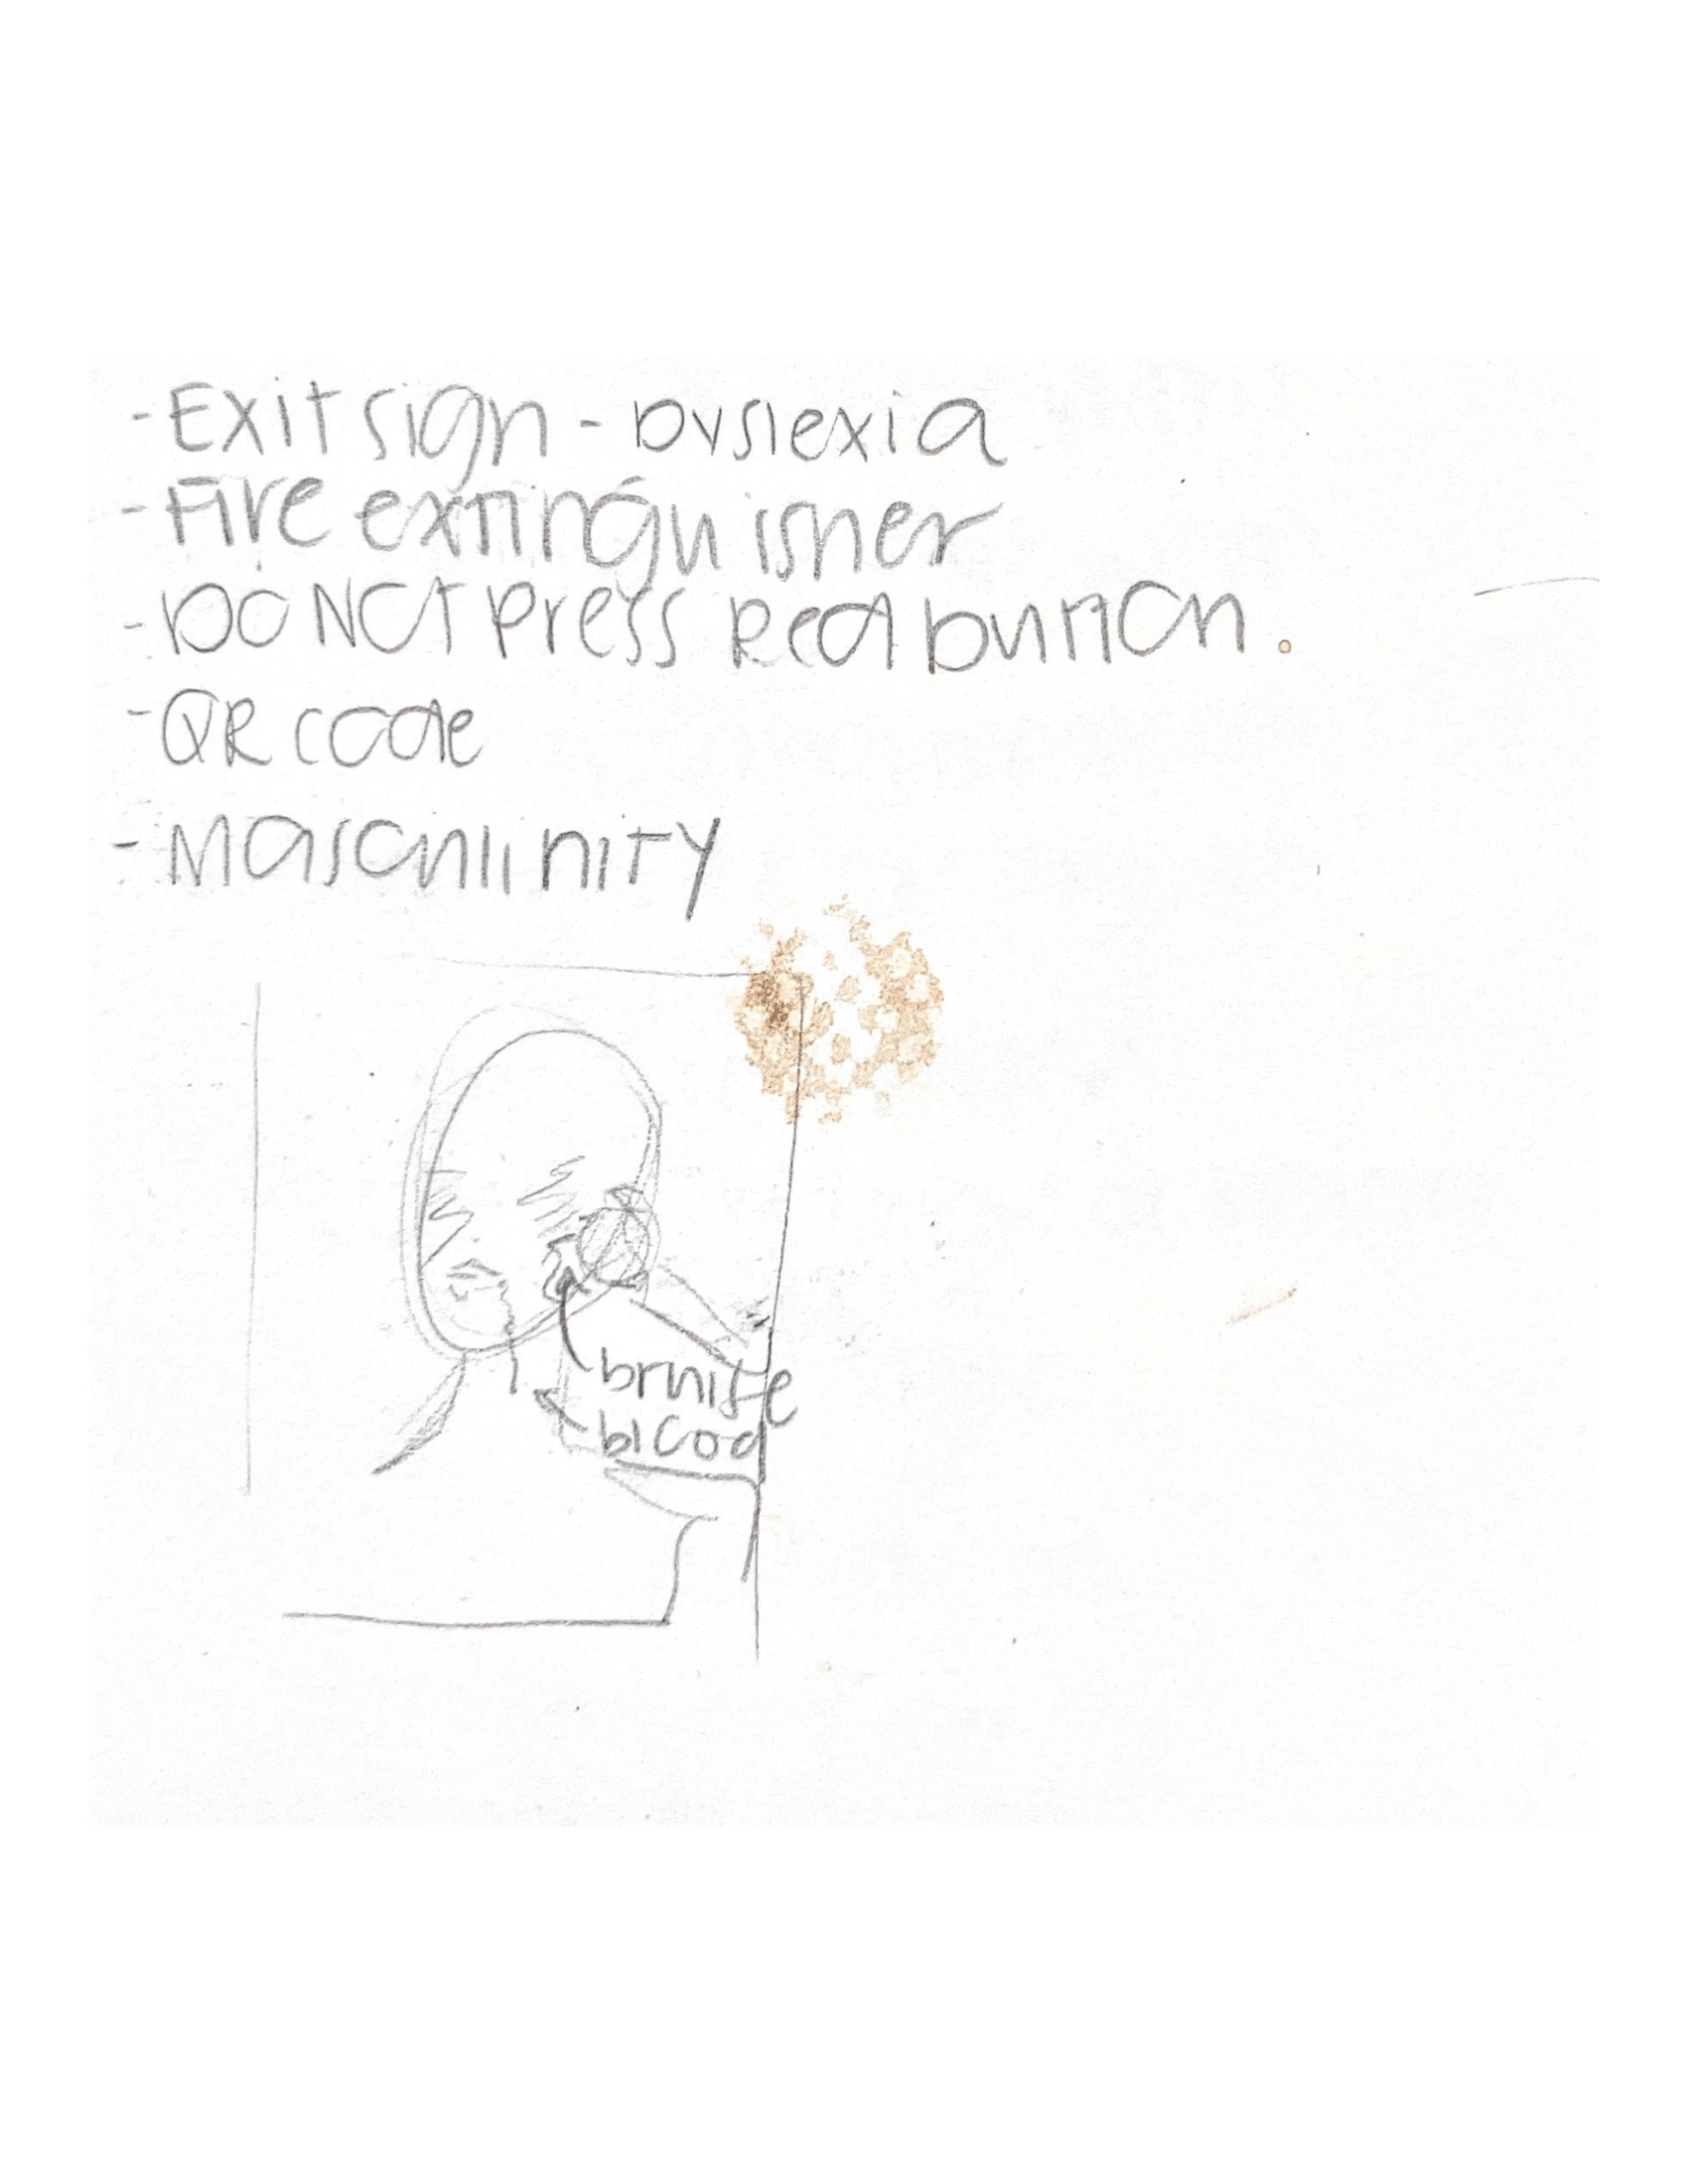 - Exit sign - Dyslexia
- Fire extinguisher
- DO NOT Press Red button.
- QR code
- Masculinity
bruise
blood